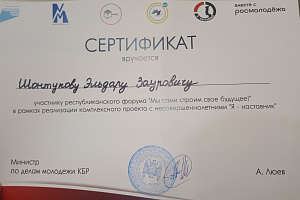 вместе с
росмолодёжь
СЕРТИФИКАТ
вручается
Шонтукову Эльдару Зауровичу
участнику республиканского форума "Мы сами строим свое будущее!"
в рамках реализации комплексного проекта с несовершеннолетними "Я - наставник"
Министр
по делам молодежи КБР
А. Люев